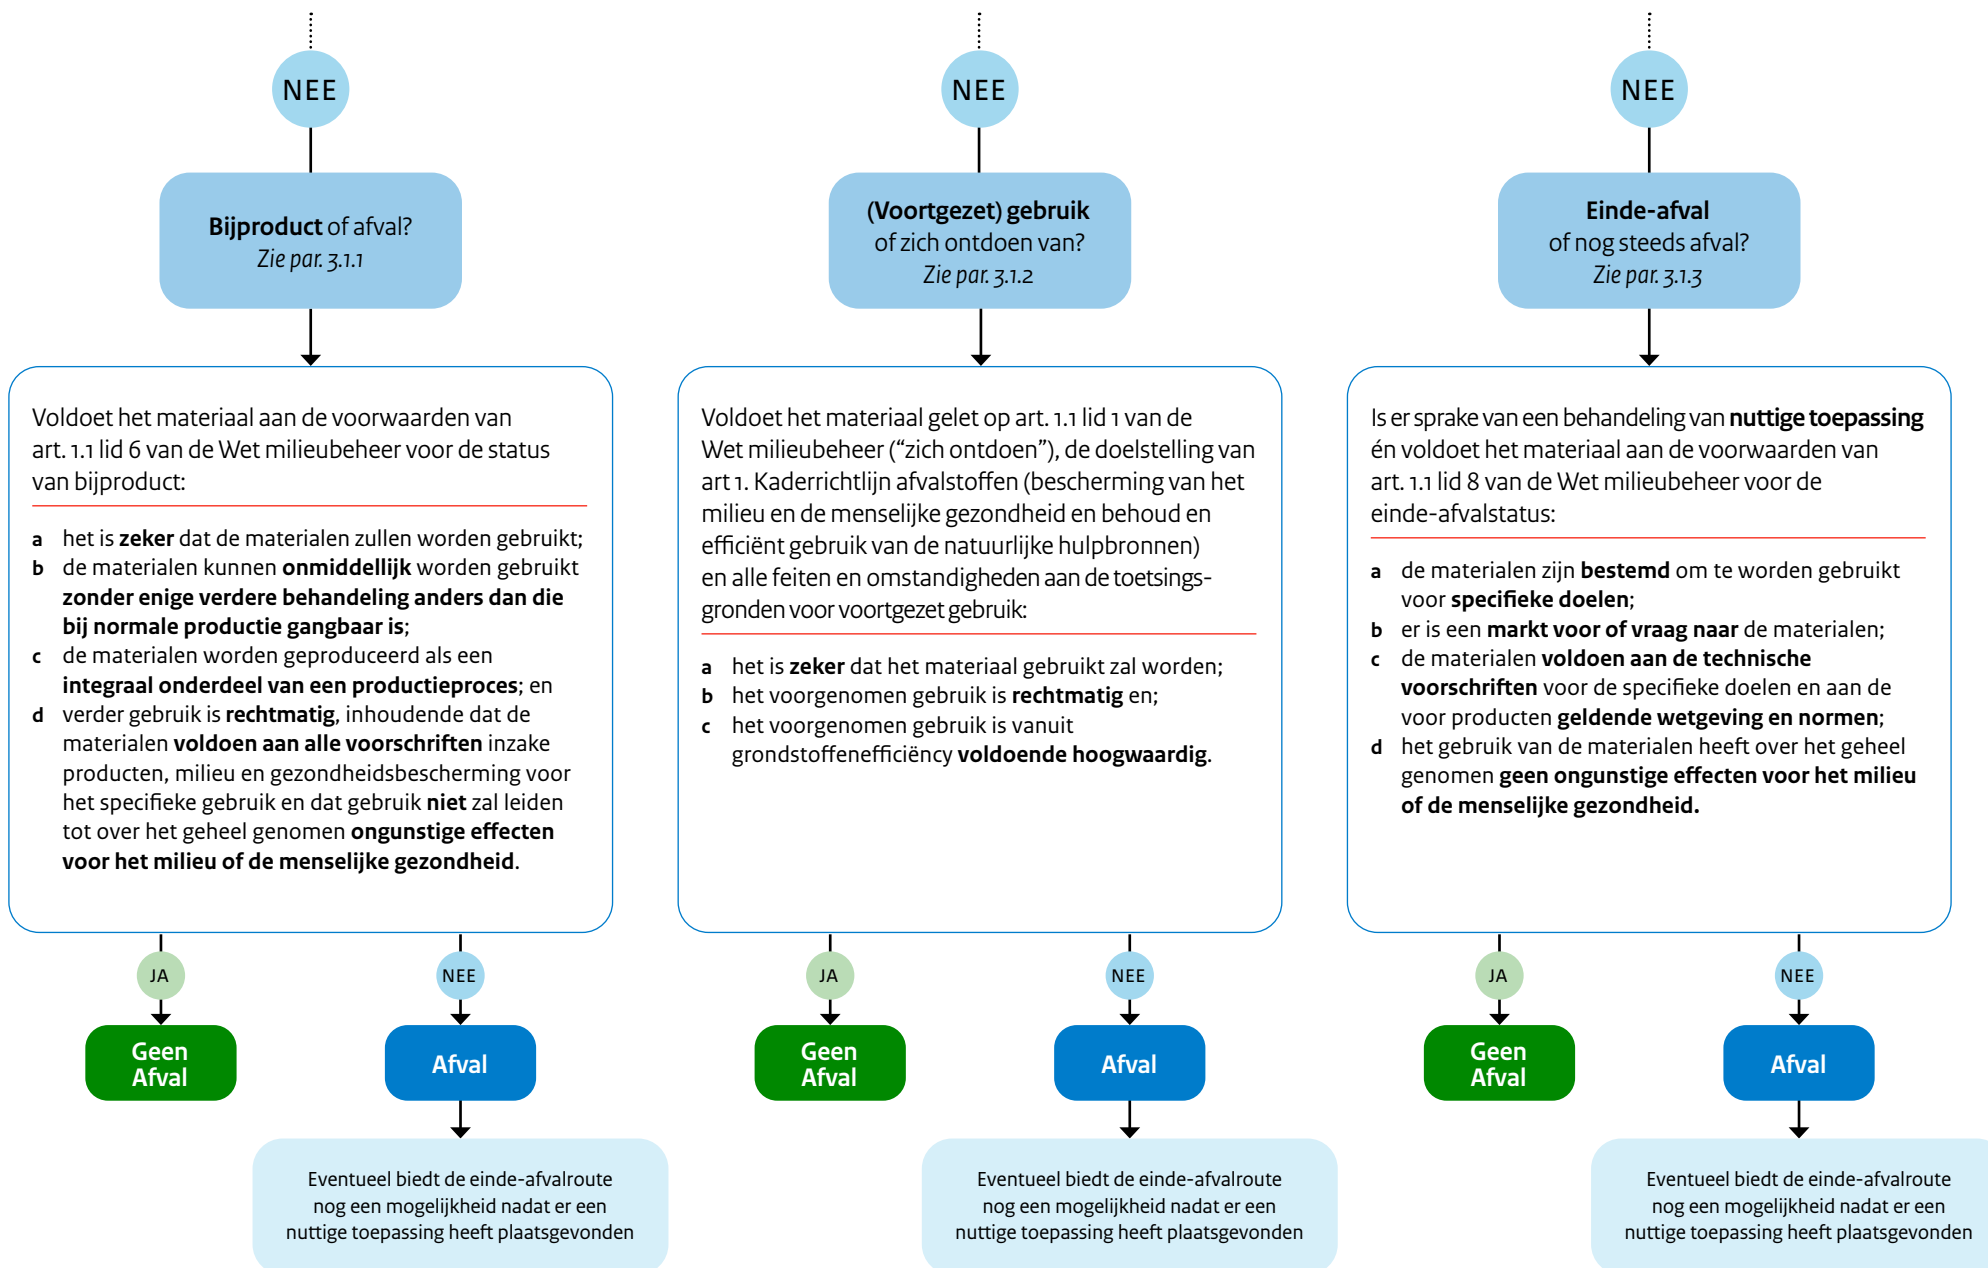 NEE
Bijproduct of afval?
Zie par. 3.1.1
Voldoet het materiaal aan de voorwaarden van
art. 1.1 lid 6 van de Wet milieubeheer voor de status
van bijproduct:
a het is zeker dat de materialen zullen worden gebruikt;
b de materialen kunnen onmiddellijk worden gebruikt
zonder enige verdere behandeling anders dan die
bij normale productie gangbaar is;
c de materialen worden geproduceerd als een
integraal onderdeel van een productieproces; en
d verder gebruik is rechtmatig, inhoudende dat de
materialen voldoen aan alle voorschriften inzake
producten, milieu en gezondheidsbescherming voor
het specifieke gebruik en dat gebruik niet zal leiden
tot over het geheel genomen ongunstige effecten
voor het milieu of de menselijke gezondheid.
JA
NEE
Geen
Afval
Afval
Eventueel biedt de einde-afvalroute
nog een mogelijkheid nadat er een
nuttige toepassing heeft plaatsgevonden
NEE
(Voortgezet) gebruik
of zich ontdoen van?
Zie par. 3.1.2
Voldoet het materiaal gelet op art. 1.1 lid 1 van de
Wet milieubeheer (“zich ontdoen”), de doelstelling van
art 1. Kaderrichtlijn afvalstoffen (bescherming van het
milieu en de menselijke gezondheid en behoud en
efficiënt gebruik van de natuurlijke hulpbronnen)
en alle feiten en omstandigheden aan de toetsings-
gronden voor voortgezet gebruik:
a het is zeker dat het materiaal gebruikt zal worden;
b het voorgenomen gebruik is rechtmatig en;
c het voorgenomen gebruik is vanuit
grondstoffenefficiëncy voldoende hoogwaardig.
JA
NEE
Geen
Afval
Afval
Eventueel biedt de einde-afvalroute
nog een mogelijkheid nadat er een
nuttige toepassing heeft plaatsgevonden
NEE
Einde-afval
of nog steeds afval?
Zie par. 3.1.3
Is er sprake van een behandeling van nuttige toepassing
én voldoet het materiaal aan de voorwaarden van
art. 1.1 lid 8 van de Wet milieubeheer voor de
einde-afvalstatus:
a de materialen zijn bestemd om te worden gebruikt
voor specifieke doelen;
b er is een markt voor of vraag naar de materialen;
c de materialen voldoen aan de technische
voorschriften voor de specifieke doelen en aan de
voor producten geldende wetgeving en normen;
d het gebruik van de materialen heeft over het geheel
genomen geen ongunstige effecten voor het milieu
of de menselijke gezondheid.
JA
NEE
Geen
Afval
Afval
Eventueel biedt de einde-afvalroute
nog een mogelijkheid nadat er een
nuttige toepassing heeft plaatsgevonden